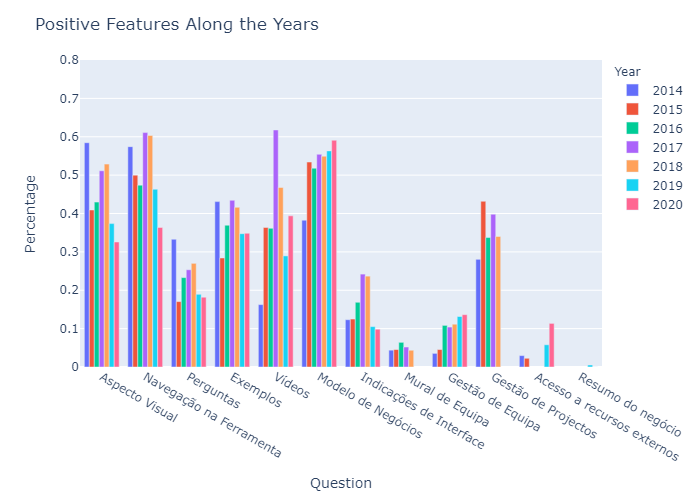 Positive Features Along the Years
Year
2014
2015
2016
2017
2018
2019
2020
Percentage
0.8
0.7
0.6
0.5
0.4
0.3
0.2
0.1
0
Aspecto Visual
Navegação na Ferramenta
Perguntas
Exemplos
Vídeos
Modelo de Negócios
Indicações de Interface
Mural de Equipa
Gestão de Equipa
Gestão de Projectos
Acesso a recursos externos
Resumo do negócio
Question